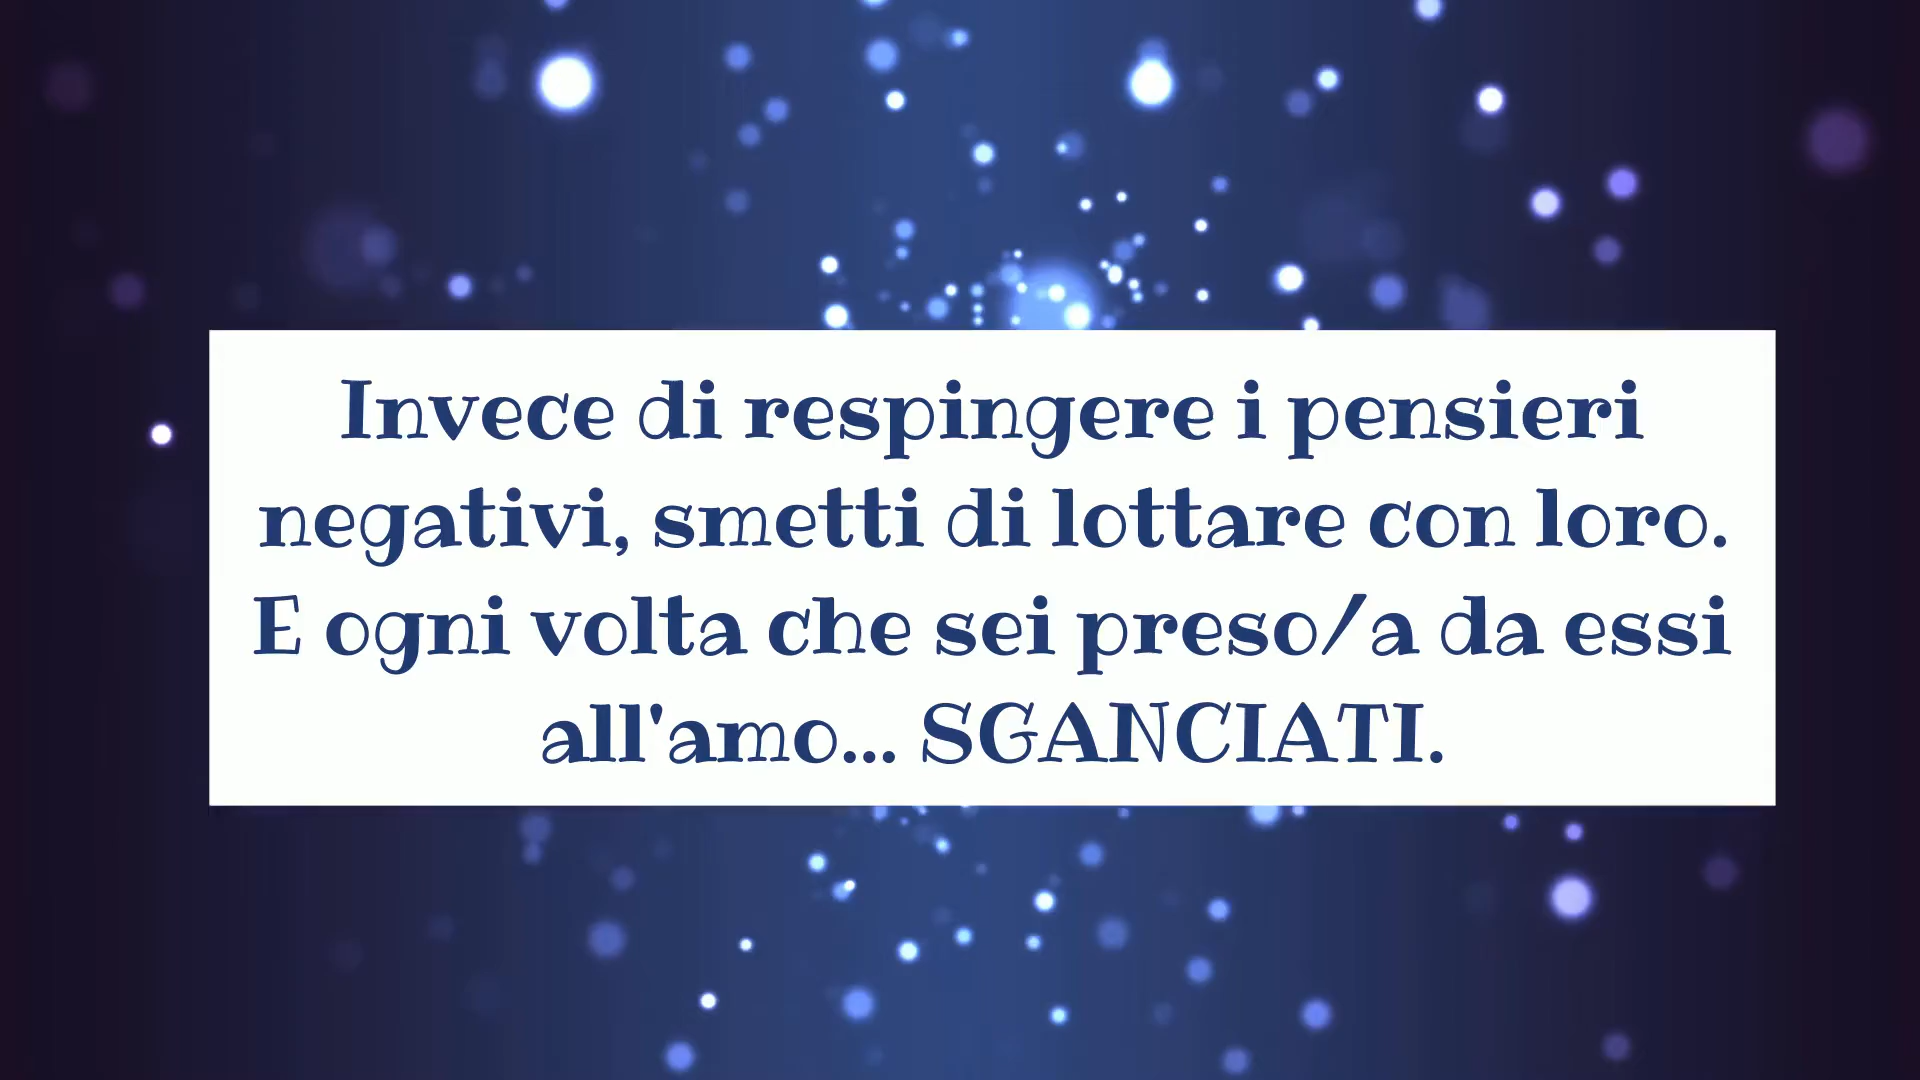 Invece di respingere i pensieri
negativi, smetti di lottare con loro.
E ogni volta che sei preso/a da essi
all'amo... SGANCIATI.